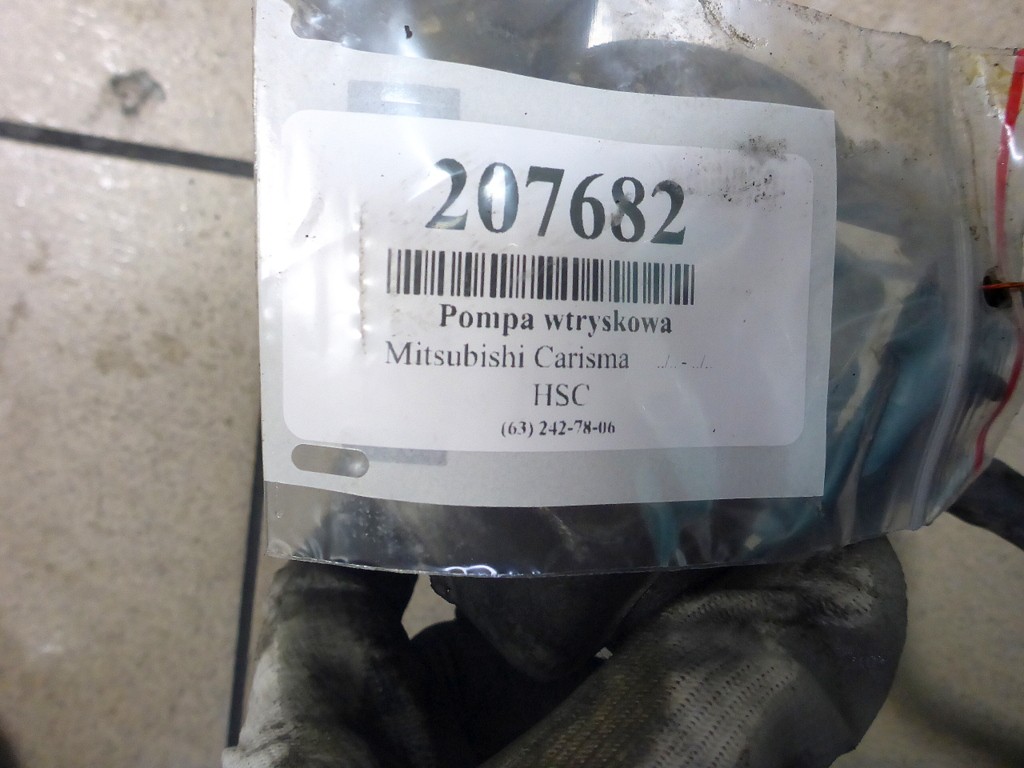 207682
Pompa wtryskowa
Mitsubishi Carisma ../.. - ../..
HSC
(63) 242-78-06